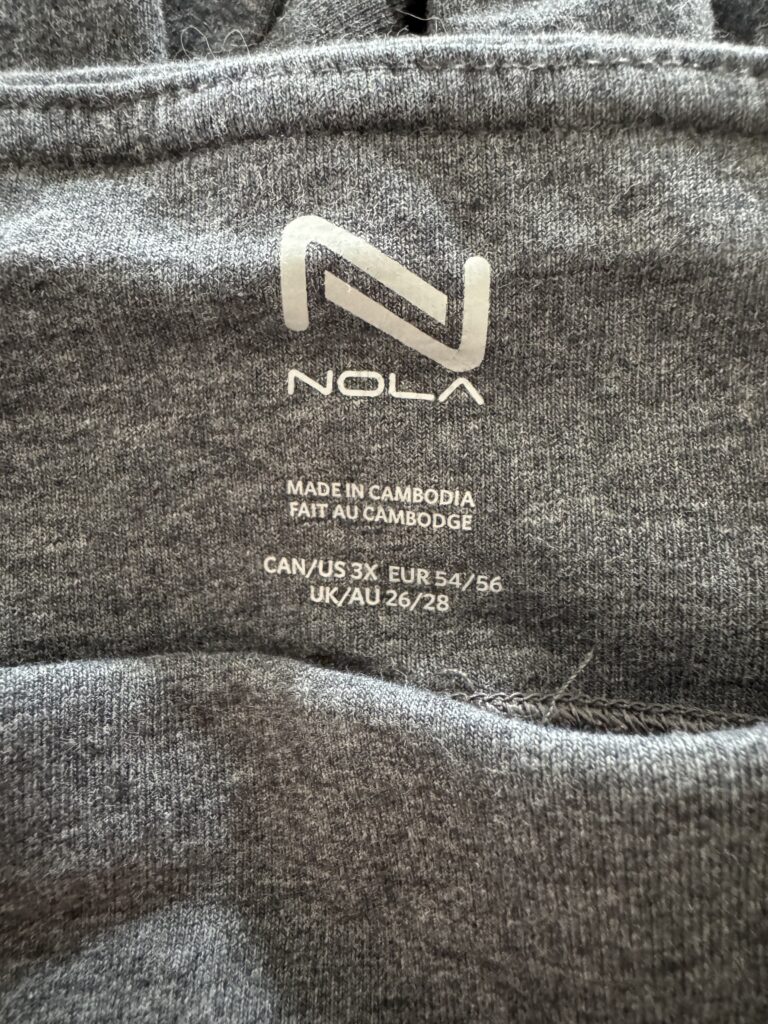 NOLA
MADE IN CAMBODIA
FAIT AU CAMBODGE
CAN/US 3X EUR 54/56
UK/AU 26/28